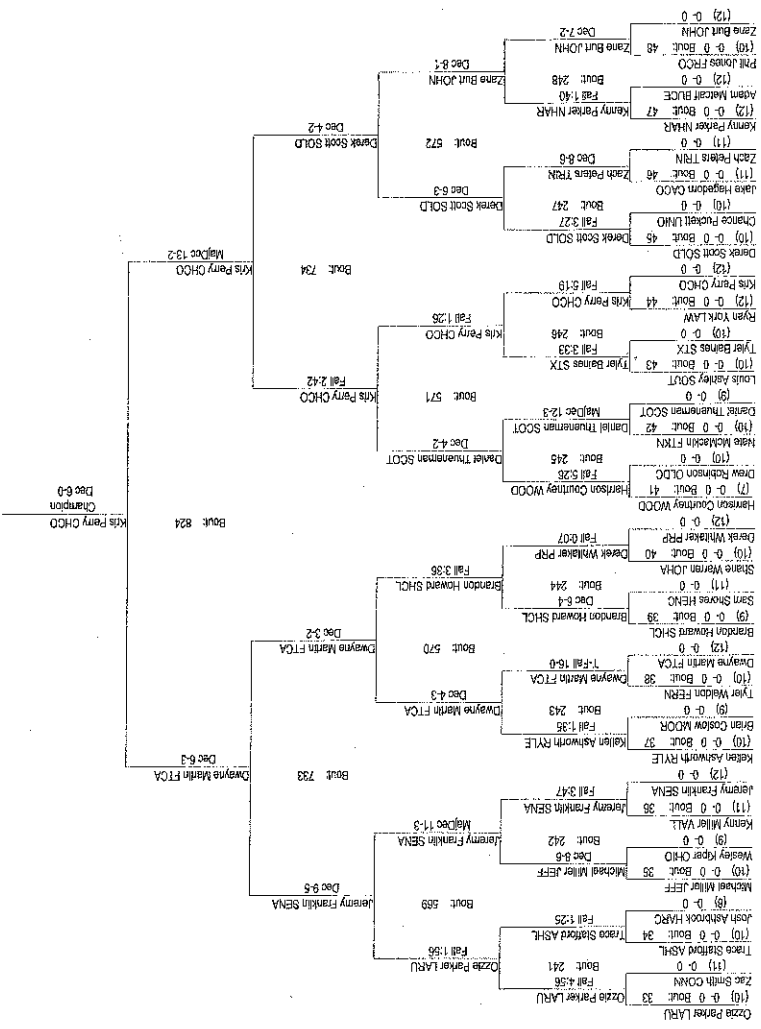 Ozzie Parker LARU
(10) 0- 0 Bout: 33
Zac Smith CONN
(11) 0- 0
Trace Stafford ASHL
(10) 0- 0 Bout: 34
Josh Ashbrook HARC
(8) 0- 0
Michael Miller JEFF
(10) 0- 0 Bout: 35
Wesley Kiper OHIO
(9) 0- 0
Kenny Miller VALL
(11) 0- 0 Bout: 36
Jeremy Franklin SENA
(12) 0- 0
Kellen Ashworth RYLE
(10) 0- 0 Bout: 37
Brian Coslow MOOR
(9) 0- 0
Tyler Weldon FERN
(10) 0- 0 Bout: 38
Dwayne Martin FTCA
(12) 0- 0
Brandon Howard SHCL
(9) 0- 0 Bout: 39
Sam Shores HENC
(11) 0- 0
Shane Warren JOHA
(10) 0- 0 Bout: 40
Derek Whitaker PRP
(12) 0- 0
Harrison Courtney WOOD
(7) 0- 0 Bout: 41
Drew Robinson OLDC
(10) 0- 0
Nate McMackin FTKN
(10) 0- 0 Bout: 42
Daniel Thueneman SCOT
(9) 0- 0
Louis Ashley SOUT
(10) 0- 0 Bout: 43
Tyler Baines STX
(10) 0- 0
Ryan York LAW
(12) 0- 0 Bout: 44
Kris Perry CHCO
(12) 0- 0
Derek Scott SOLD
(10) 0- 0 Bout: 45
Chance Puckett UNIO
(10) 0- 0
Jake Hagedorn CACO
(11) 0- 0 Bout: 46
Zach Peters TRIN
(11) 0- 0
Kenny Parker NHAR
(12) 0- 0 Bout: 47
Adam Metcalf BUCE
(12) 0- 0
Phil Jones FRCO
(10) 0- 0 Bout: 48
Zane Burt JOHN
(12) 0- 0
Ozzie Parker LARU
Fall 4:56
Bout: 241
Trace Stafford ASHL
Fall 1:25
Michael Miller JEFF
Dec 8-6
Bout: 242
Jeremy Franklin SENA
Fall 3:47
Kellen Ashworth RYLE
Fall 1:35
Bout: 243
Dwayne Martin FTCA
T-Fall 16-0
Brandon Howard SHCL
Dec 6-4
Bout: 244
Derek Whitaker PRP
Fall 0:07
Harrison Courtney WOOD
Fall 5:26
Bout: 245
Daniel Thueneman SCOT
MajDec 12-3
Tyler Baines STX
Fall 3:33
Bout: 246
Kris Perry CHCO
Fall 5:19
Derek Scott SOLD
Fall 3:27
Bout: 247
Zach Peters TRIN
Dec 8-6
Kenny Parker NHAR
Fall 1:40
Bout: 248
Zane Burt JOHN
Dec 7-2
Ozzie Parker LARU
Fall 1:56
Bout: 569
Jeremy Franklin SENA
MajDec 11-3
Dwayne Martin FTCA
Dec 4-3
Bout: 570
Brandon Howard SHCL
Fall 3:36
Daniel Thueneman SCOT
Dec 4-2
Bout: 571
Kris Perry CHCO
Fall 1:26
Derek Scott SOLD
Dec 6-3
Bout: 572
Zane Burt JOHN
Dec 8-1
Jeremy Franklin SENA
Dec 9-5
Bout: 733
Dwayne Martin FTCA
Dec 3-2
Kris Perry CHCO
Fall 2:42
Bout: 734
Derek Scott SOLD
Dec 4-2
Dwayne Martin FTCA
Dec 6-3
Bout: 824
Kris Perry CHCO
MajDec 13-2
Kris Perry CHCO
Champion
Dec 6-0